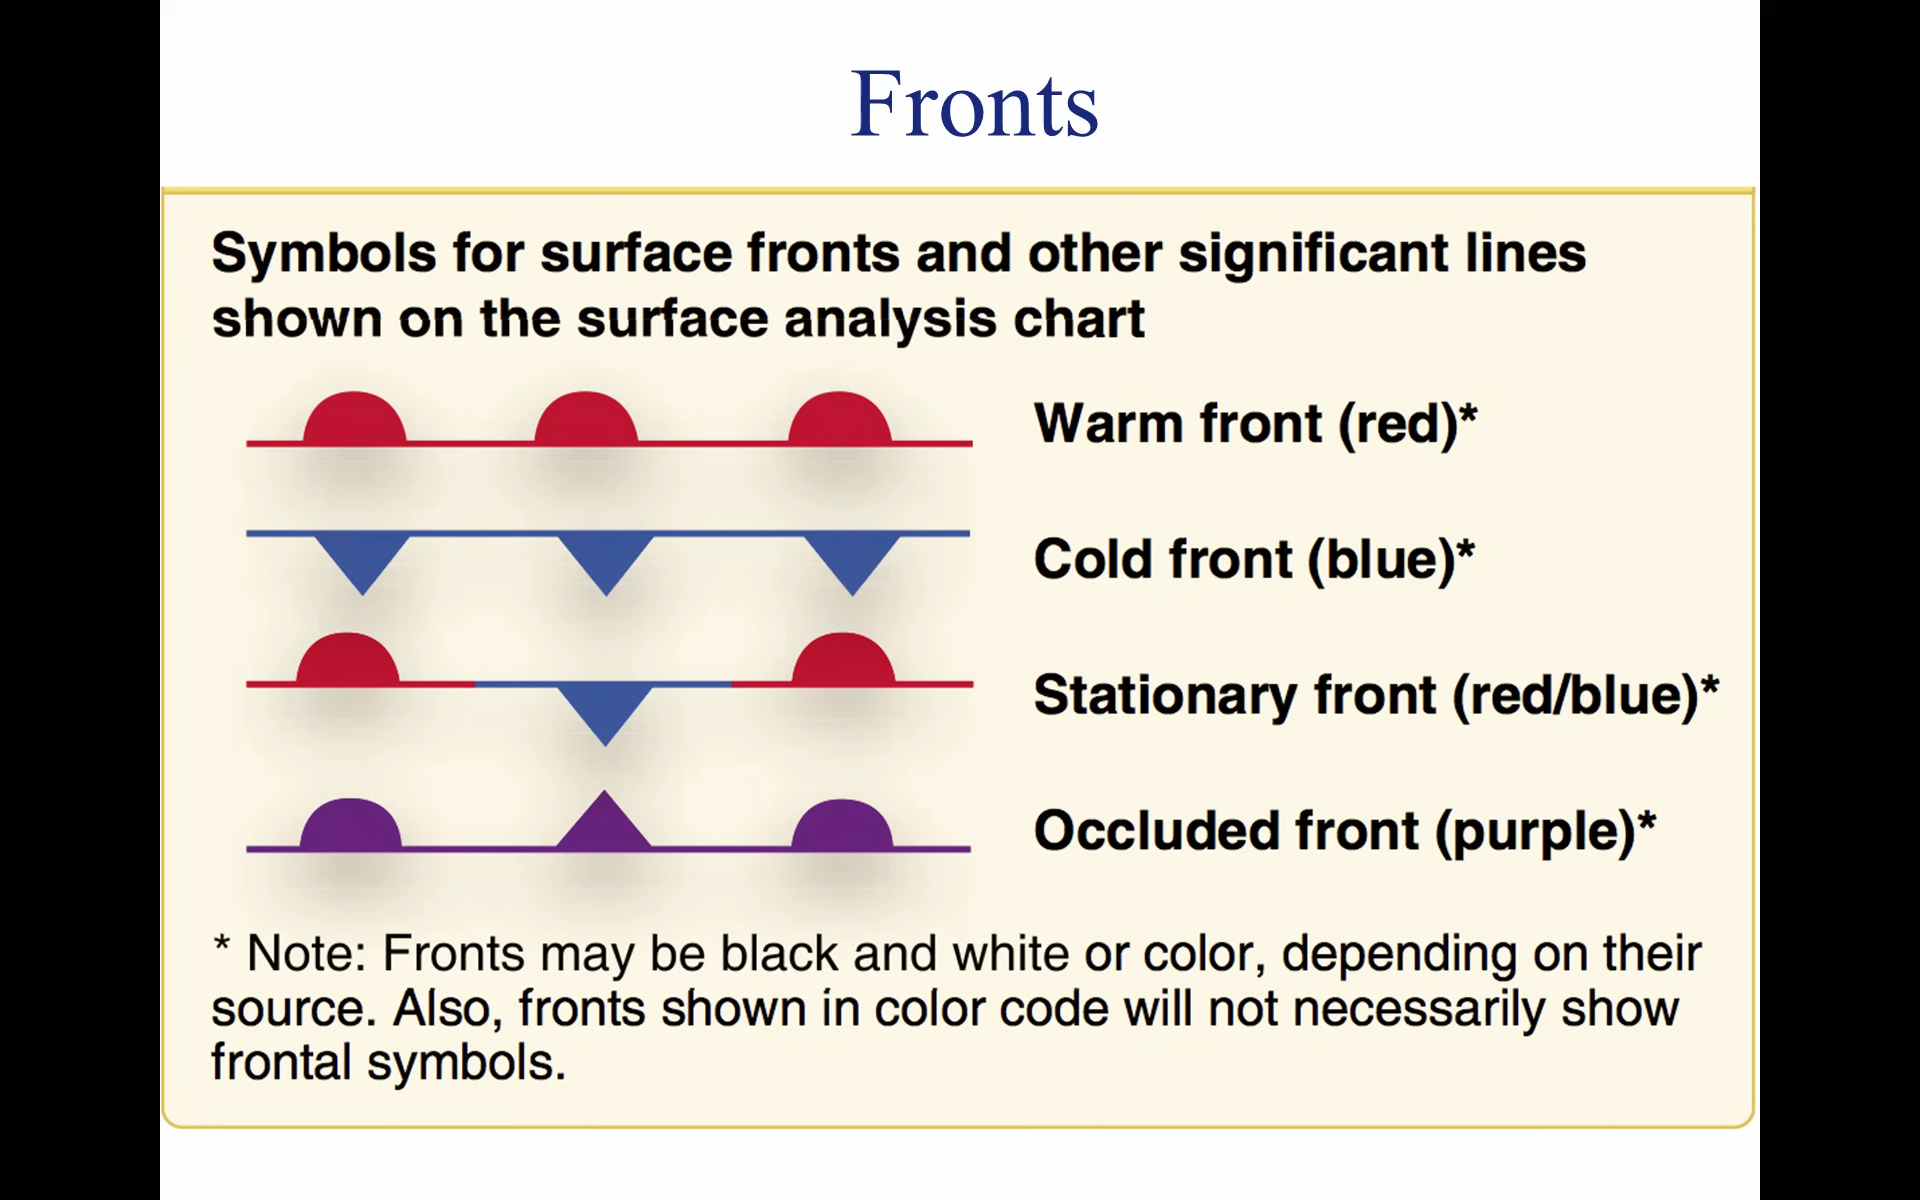 Fronts
Symbols for surface fronts and other significant lines
shown on the surface analysis chart
Warm front (red)*
Cold front (blue)*
Stationary front (red/blue)*
Occluded front (purple)*
* Note: Fronts may be black and white or color, depending on their
source. Also, fronts shown in color code will not necessarily show
frontal symbols.